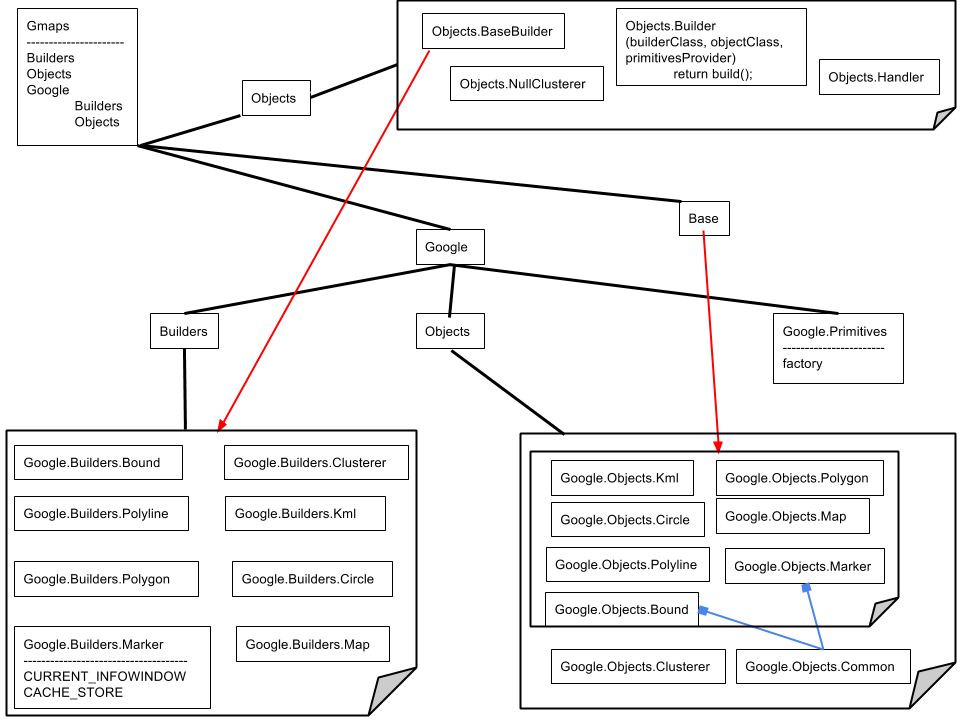 Gmaps
----------------------
Builders
Objects
Google
Builders
Objects
Objects
Objects.BaseBuilder
Objects.NullClusterer
Objects.Builder
(builderClass, objectClass,
primitivesProvider)
return build();
Objects.Handler
Base
Google
Builders
Objects
Google.Primitives
-----------------------
factory
Google.Builders.Bound
Google.Builders.Clusterer
Google.Builders.Polyline
Google.Builders.Kml
Google.Builders.Polygon
Google.Builders.Circle
Google.Builders.Marker
-------------------------------------
CURRENT_INFOWINDOW
CACHE_STORE
Google.Builders.Map
Google.Objects.Kml
Google.Objects.Polygon
Google.Objects.Circle
Google.Objects.Map
Google.Objects.Polyline
Google.Objects.Marker
Google.Objects.Bound
Google.Objects.Clusterer
Google.Objects.Common